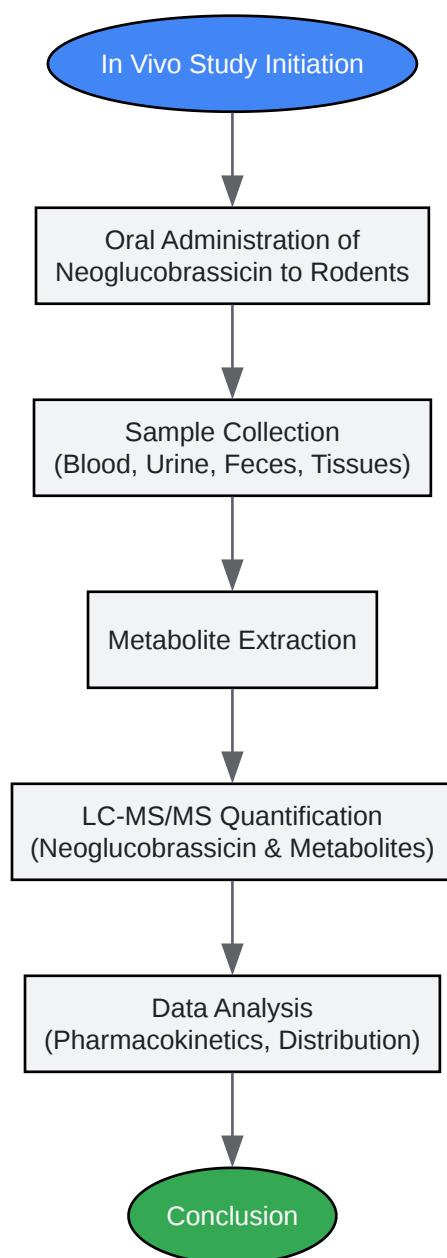 In Vivo Study Initiation
Oral Administration of
Neoglucobrassicin to Rodents
Sample Collection
(Blood, Urine, Feces, Tissues)
Metabolite Extraction
LC-MS/MS Quantification
(Neoglucobrassicin & Metabolites)
Data Analysis
(Pharmacokinetics, Distribution)
Conclusion